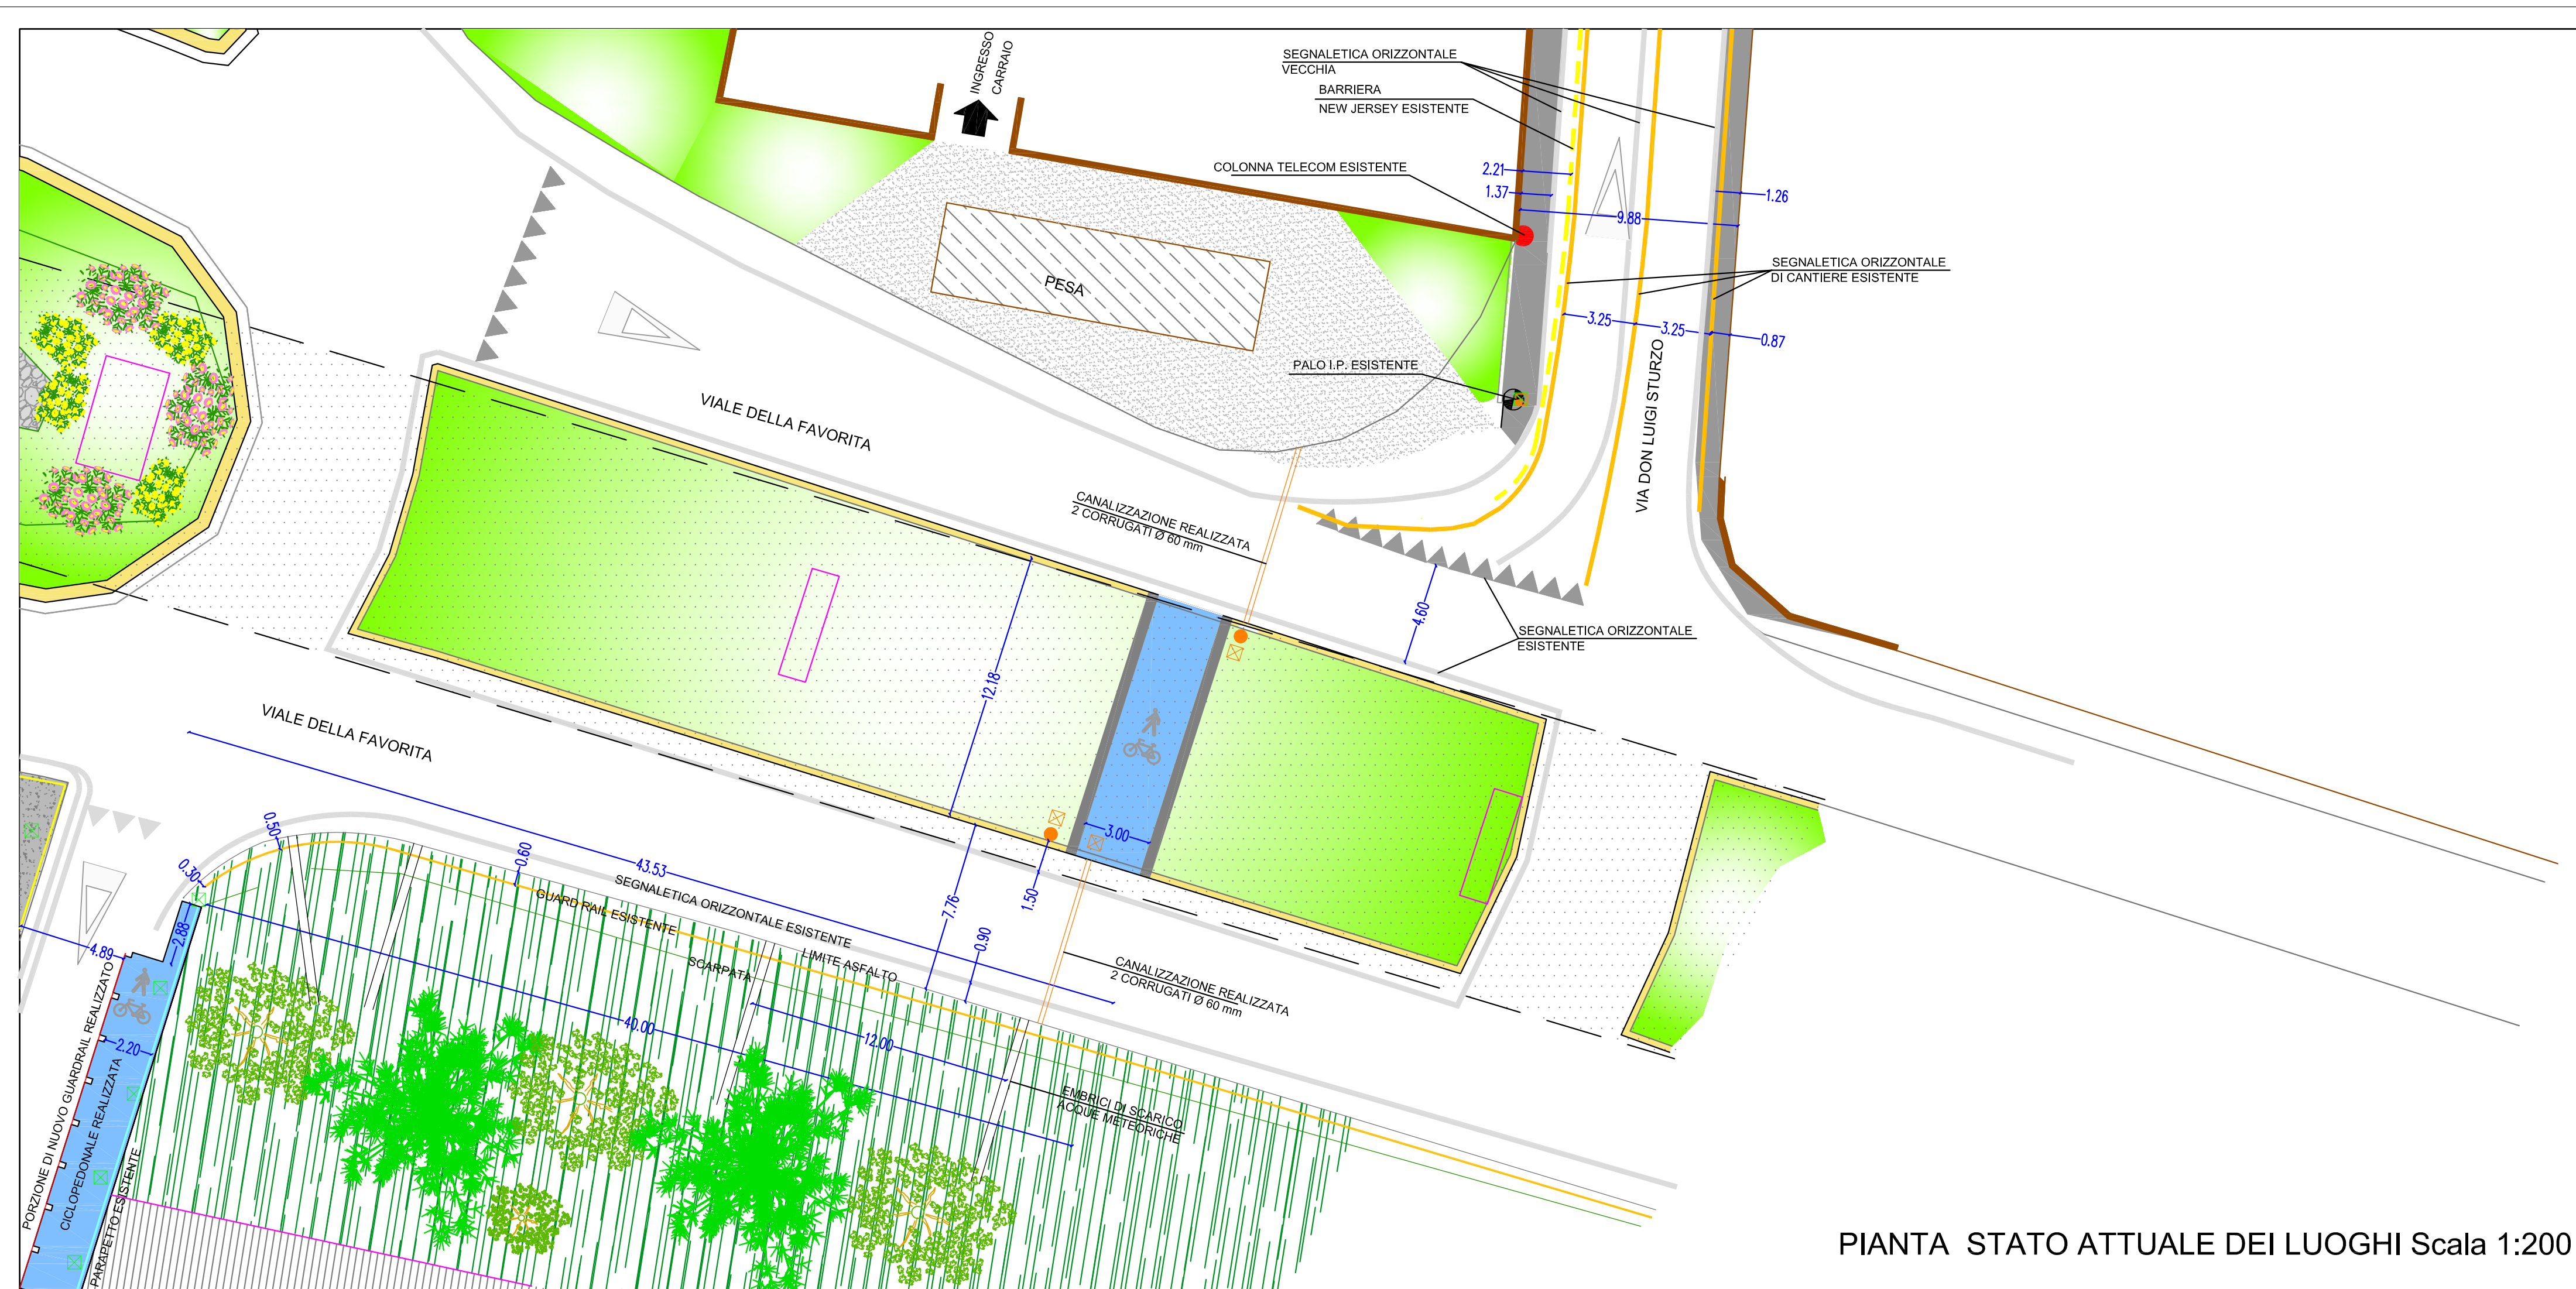 INGRESSO
CARRAIO
SEGNALETICA ORIZZONTALE
VECCHIA
BARRIERA
NEW JERSEY ESISTENTE
COLONNA TELECOM ESISTENTE
2.21
1.37
1.26
9.88
SEGNALETICA ORIZZONTALE
DI CANTIERE ESISTENTE
PESA
3.25
3.25
0.87
PALO I.P. ESISTENTE
VIA DON LUIGI STURZO
VIALE DELLA FAVORITA
CANALIZZAZIONE REALIZZATA
2 CORRUGATI Ø 60 mm
4.60
SEGNALETICA ORIZZONTALE
ESISTENTE
12.18
VIALE DELLA FAVORITA
3.00
0.50
0.30
0.60
43.53
SEGNALETICA ORIZZONTALE ESISTENTE
GUARD RAIL ESISTENTE
LIMITE ASFALTO
SCARPATA
7.76
1.50
0.90
2.88
4.89
CANALIZZAZIONE REALIZZATA
2 CORRUGATI Ø 60 mm
40.00
12.00
2.20
EMBRICI DI SCARICO
ACQUE METEORICHE
PORZIONE DI NUOVO GUARDRAIL REALIZZATO
CICLOPEDONALE REALIZZATA
PARAPETTO ESISTENTE
PIANTA STATO ATTUALE DEI LUOGHI Scala 1:200